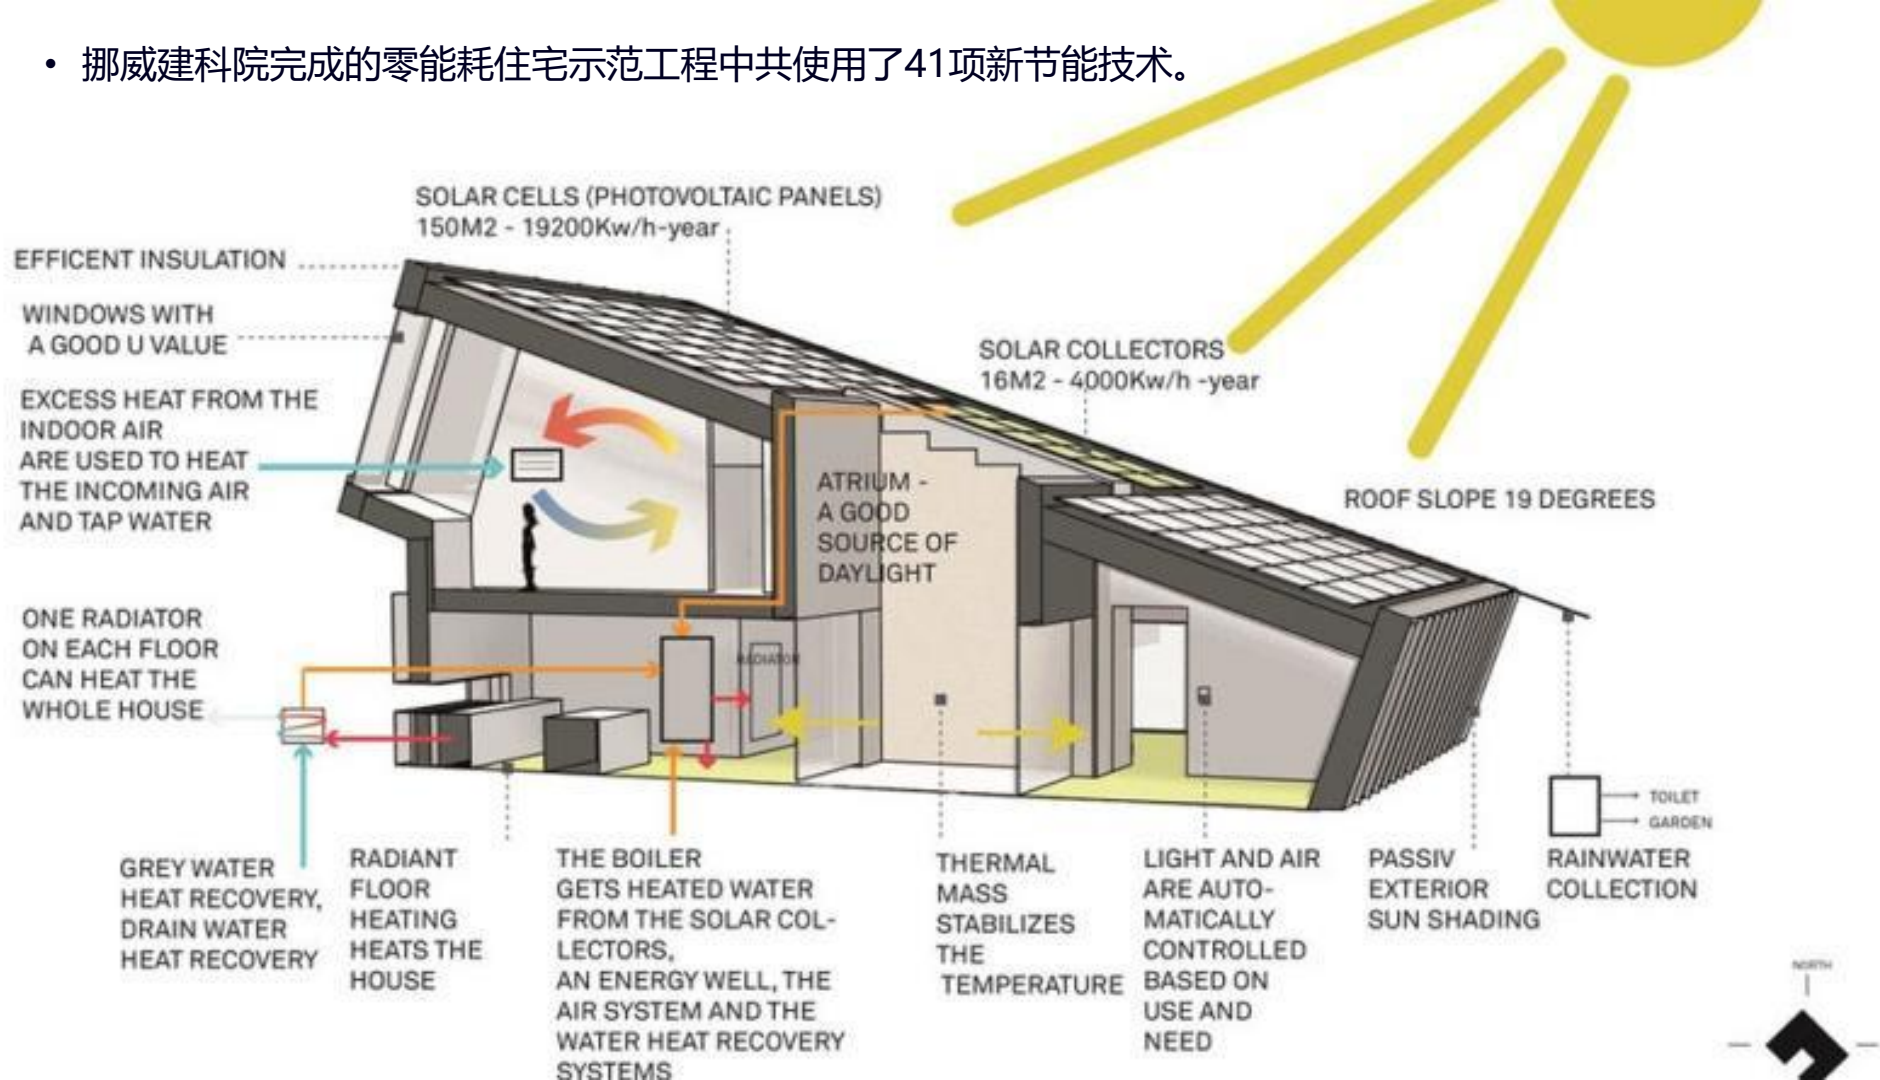 • 挪威建科院完成的零能耗住宅示范工程中共使用了41项新节能技术。
SOLAR CELLS (PHOTOVOLTAIC PANELS)
150M2 - 19200Kw/h-year
EFFICENT INSULATION
WINDOWS WITH
A GOOD U VALUE
SOLAR COLLECTORS
16M2 - 4000Kw/h -year
EXCESS HEAT FROM THE
INDOOR AIR
ARE USED TO HEAT
THE INCOMING AIR
AND TAP WATER
ATRIUM -
A GOOD
SOURCE OF
DAYLIGHT
ROOF SLOPE 19 DEGREES
ONE RADIATOR
ON EACH FLOOR
CAN HEAT THE
WHOLE HOUSE
RADIATOR
TOILET
GARDEN
GREY WATER
HEAT RECOVERY,
DRAIN WATER
HEAT RECOVERY
RADIANT
FLOOR
HEATING
HEATS THE
HOUSE
THE BOILER
GETS HEATED WATER
FROM THE SOLAR COL-
LECTORS,
AN ENERGY WELL, THE
AIR SYSTEM AND THE
WATER HEAT RECOVERY
SYSTEMS
THERMAL
MASS
STABILIZES
THE
TEMPERATURE
LIGHT AND AIR
ARE AUTO-
MATICALLY
CONTROLLED
BASED ON
USE AND
NEED
PASSIV
EXTERIOR
SUN SHADING
RAINWATER
COLLECTION
NORTH